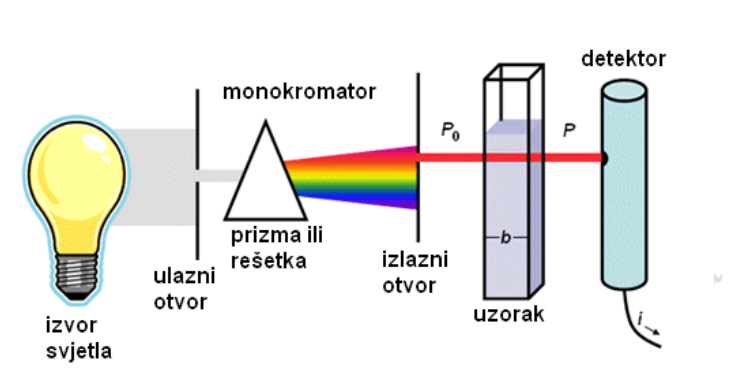 detektor
monokromator
P0
P
b
prizma ili
rešetka
izlazni
otvor
ulazni
otvor
uzorak
izvor
svjetla
i